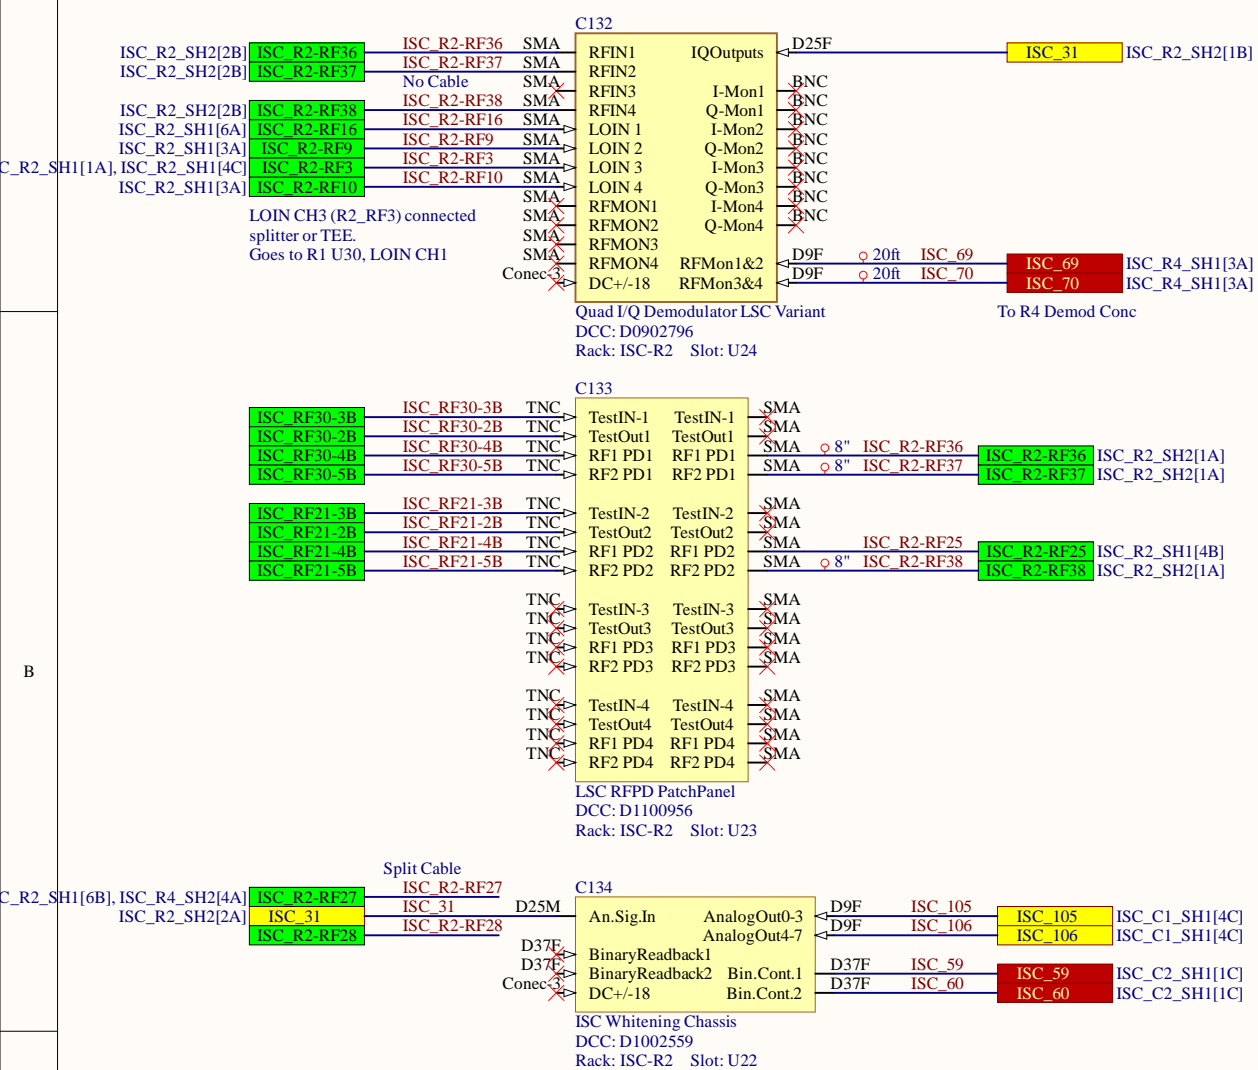 C132
ISC_R2_SH2[2B] ISC_R2-RF36 ISC_R2-RF36 SMA RFIN1 IQOutputs D25F ISC_31 ISC_R2_SH2[1B]
ISC_R2_SH2[2B] ISC_R2-RF37 ISC_R2-RF37 SMA RFIN2
No Cable SMA RFIN3 I-Mon1 BNC
ISC_R2_SH2[2B] ISC_R2-RF38 ISC_R2-RF38 SMA RFIN4 Q-Mon1 BNC
ISC_R2_SH1[6A] ISC_R2-RF16 ISC_R2-RF16 SMA LOIN 1 I-Mon2 BNC
ISC_R2_SH1[3A] ISC_R2-RF9 ISC_R2-RF9 SMA LOIN 2 Q-Mon2 BNC
C_R2_SH1[1A], ISC_R2_SH1[4C] ISC_R2-RF3 ISC_R2-RF3 SMA LOIN 3 I-Mon3 BNC
ISC_R2_SH1[3A] ISC_R2-RF10 ISC_R2-RF10 SMA LOIN 4 Q-Mon3 BNC
SMA RFMON1 I-Mon4 BNC
SMA RFMON2 Q-Mon4 BNC
SMA RFMON3
SMA RFMON4 RFMon1&2 D9F 20ft ISC_69 ISC_69 ISC_R4_SH1[3A]
Conec-3 DC+/-18 RFMon3&4 D9F 20ft ISC_70 ISC_70 ISC_R4_SH1[3A]
LOIN CH3 (R2_RF3) connected
splitter or TEE.
Goes to R1 U30, LOIN CH1
To R4 Demod Conc
Quad I/Q Demodulator LSC Variant
DCC: D0902796
Rack: ISC-R2 Slot: U24
C133
ISC_RF30-3B ISC_RF30-3B TNC TestIN-1 TestIN-1 SMA
ISC_RF30-2B ISC_RF30-2B TNC TestOut1 TestOut1 SMA
ISC_RF30-4B ISC_RF30-4B TNC RF1 PD1 RF1 PD1 SMA 8" ISC_R2-RF36 ISC_R2-RF36 ISC_R2_SH2[1A]
ISC_RF30-5B ISC_RF30-5B TNC RF2 PD1 RF2 PD1 SMA 8" ISC_R2-RF37 ISC_R2-RF37 ISC_R2_SH2[1A]
ISC_RF21-3B ISC_RF21-3B TNC TestIN-2 TestIN-2 SMA
ISC_RF21-2B ISC_RF21-2B TNC TestOut2 TestOut2 SMA
ISC_RF21-4B ISC_RF21-4B TNC RF1 PD2 RF1 PD2 SMA ISC_R2-RF25 ISC_R2-RF25 ISC_R2_SH1[4B]
ISC_RF21-5B ISC_RF21-5B TNC RF2 PD2 RF2 PD2 SMA 8" ISC_R2-RF38 ISC_R2-RF38 ISC_R2_SH2[1A]
TNC TestIN-3 TestIN-3 SMA
TNC TestOut3 TestOut3 SMA
TNC RF1 PD3 RF1 PD3 SMA
TNC RF2 PD3 RF2 PD3 SMA
B
TNC TestIN-4 TestIN-4 SMA
TNC TestOut4 TestOut4 SMA
TNC RF1 PD4 RF1 PD4 SMA
TNC RF2 PD4 RF2 PD4 SMA
LSC RFPD PatchPanel
DCC: D1100956
Rack: ISC-R2 Slot: U23
Split Cable
C134
C_R2_SH1[6B], ISC_R4_SH2[4A] ISC_R2-RF27 ISC_R2-RF27
ISC_R2_SH2[2A] ISC_31 ISC_31 D25M An.Sig.In AnalogOut0-3 D9F ISC_105 ISC_105 ISC_C1_SH1[4C]
ISC_R2-RF28 ISC_R2-RF28 AnalogOut4-7 D9F ISC_106 ISC_106 ISC_C1_SH1[4C]
D37F BinaryReadback1
D37F BinaryReadback2 Bin.Cont.1 D37F ISC_59 ISC_59 ISC_C2_SH1[1C]
Conec-3 DC+/-18 Bin.Cont.2 D37F ISC_60 ISC_60 ISC_C2_SH1[1C]
ISC Whitening Chassis
DCC: D1002559
Rack: ISC-R2 Slot: U22